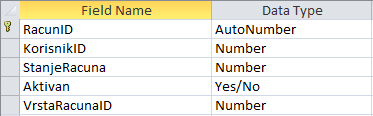 Field Name Data Type
RacunID AutoNumber
KorisnikID Number
StanjeRacuna Number
Aktivan Yes/No
VrstaRacunaID Number